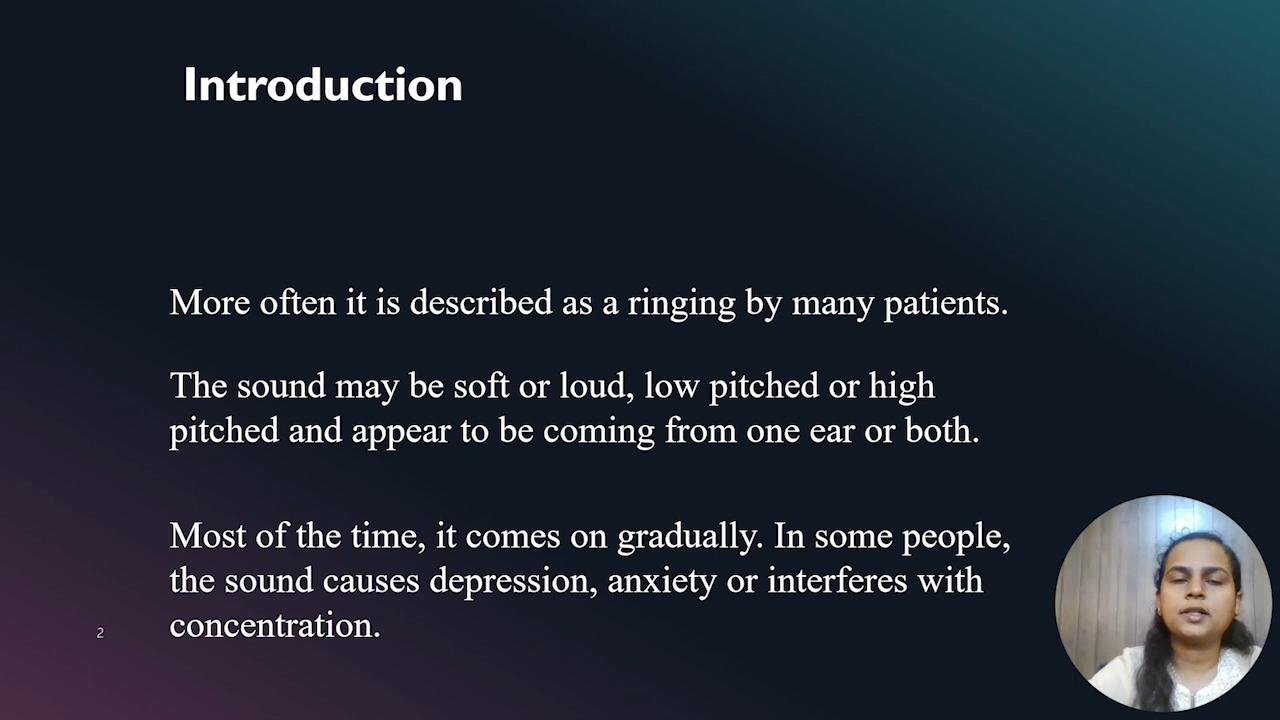 Introduction
More often it is described as a ringing by many patients.
The sound may be soft or loud, low pitched or high
pitched and appear to be coming from one ear or both.
Most of the time, it comes on gradually. In some people,
the sound causes depression, anxiety or interferes with
concentration.
2